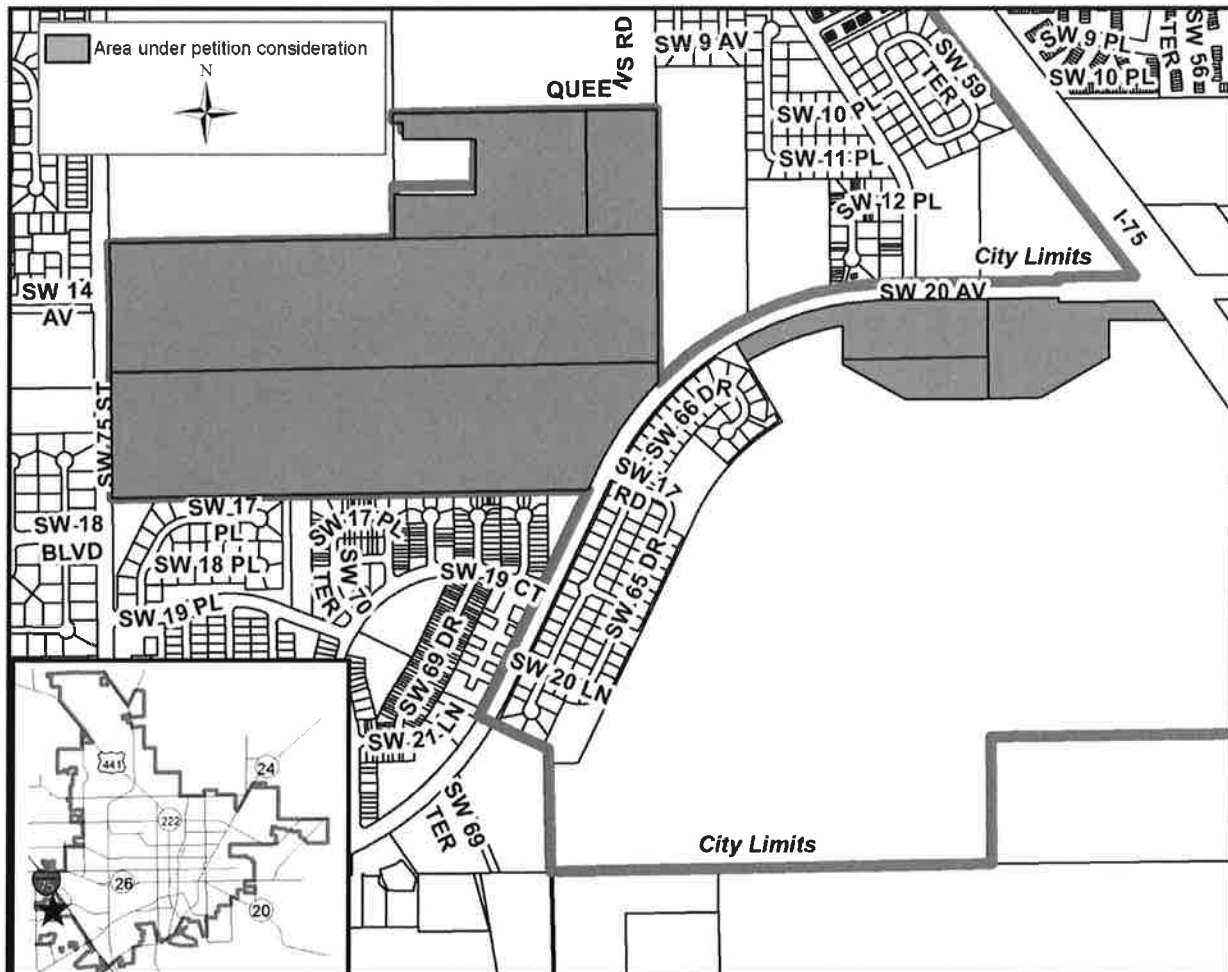 Area under petition consideration
N
QUEE
NS RD
SW 9 AV
SW 59
TER
SW 9 PL
SW 10 PL
TER
SW 56
SW 10 PL
SW 11 PL
SW 12 PL
I-75
City Limits
SW 20 AV
SW 14
AV
SW 75 ST
SW 66 DR
SW 17
RD
SW 65 DR
SW 18
BLVD
SW 17
PL
SW 18 PL
SW 17 PL
SW 70
TER
SW 19 CT
SW 19 PL
SW 69 DR
SW 20 LN
SW 21 LN
SW 69
TER
City Limits
441
24
222
26
75
20